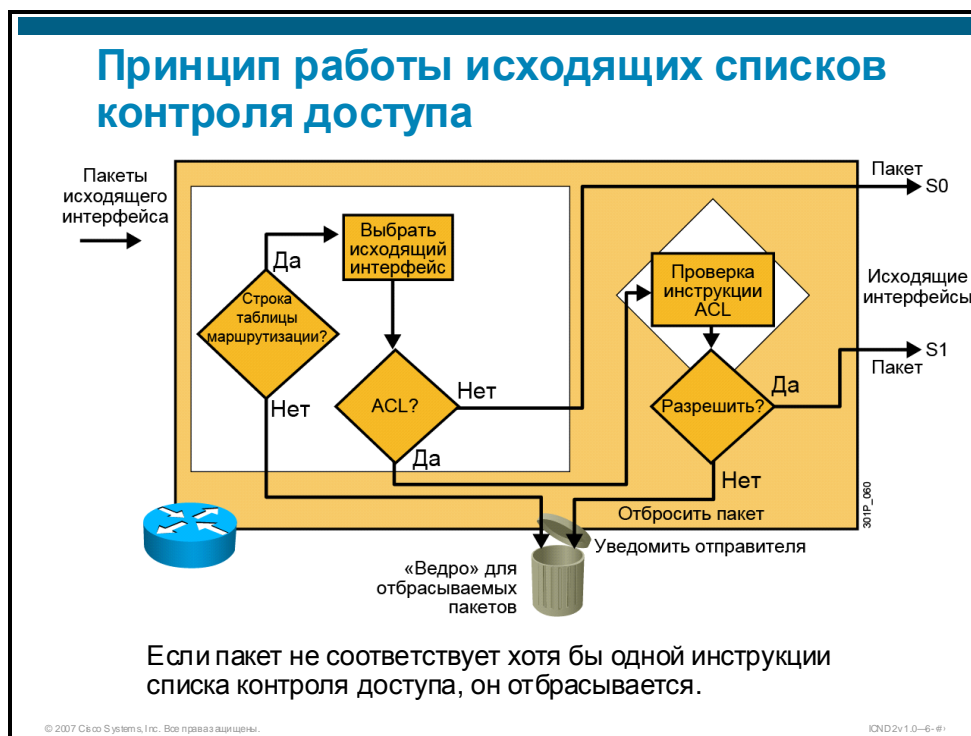 Принцип работы исходящих списков
контроля доступа
Пакеты
исходящего
интерфейса
Да
Выбрать
исходящий
интерфейс
Строка
таблицы
маршрутизации?
Нет
ACL?
Нет
Да
Проверка
инструкции
ACL
Разрешить?
Да
Нет
Пакет
S0
Исходящие
интерфейсы
S1
Пакет
Отбросить пакет
Уведомить отправителя
«Ведро» для
отбрасываемых
пакетов
301P_060
Если пакет не соответствует хотя бы одной инструкции
списка контроля доступа, он отбрасывается.
© 2007 Cisco Systems, Inc. Все права защищены.
ICND2 v1.0—6-#›